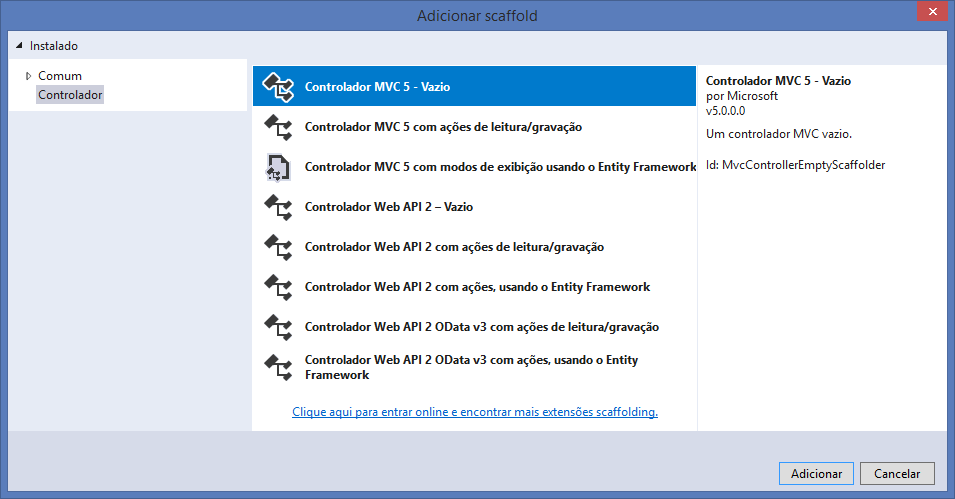 Adicionar scaffold
Instalado
Comum
Controlador
Controlador MVC 5 - Vazio
Controlador MVC 5 com ações de leitura/gravação
Controlador MVC 5 com modos de exibição usando o Entity Framework
Controlador Web API 2 – Vazio
Controlador Web API 2 com ações de leitura/gravação
Controlador Web API 2 com ações, usando o Entity Framework
Controlador Web API 2 OData v3 com ações de leitura/gravação
Controlador Web API 2 OData v3 com ações, usando o Entity
Framework
Clique aqui para entrar online e encontrar mais extensões scaffolding.
Controlador MVC 5 - Vazio
por Microsoft
v5.0.0.0
Um controlador MVC vazio.
Id: MvcControllerEmptyScaffolder
Adicionar
Cancelar